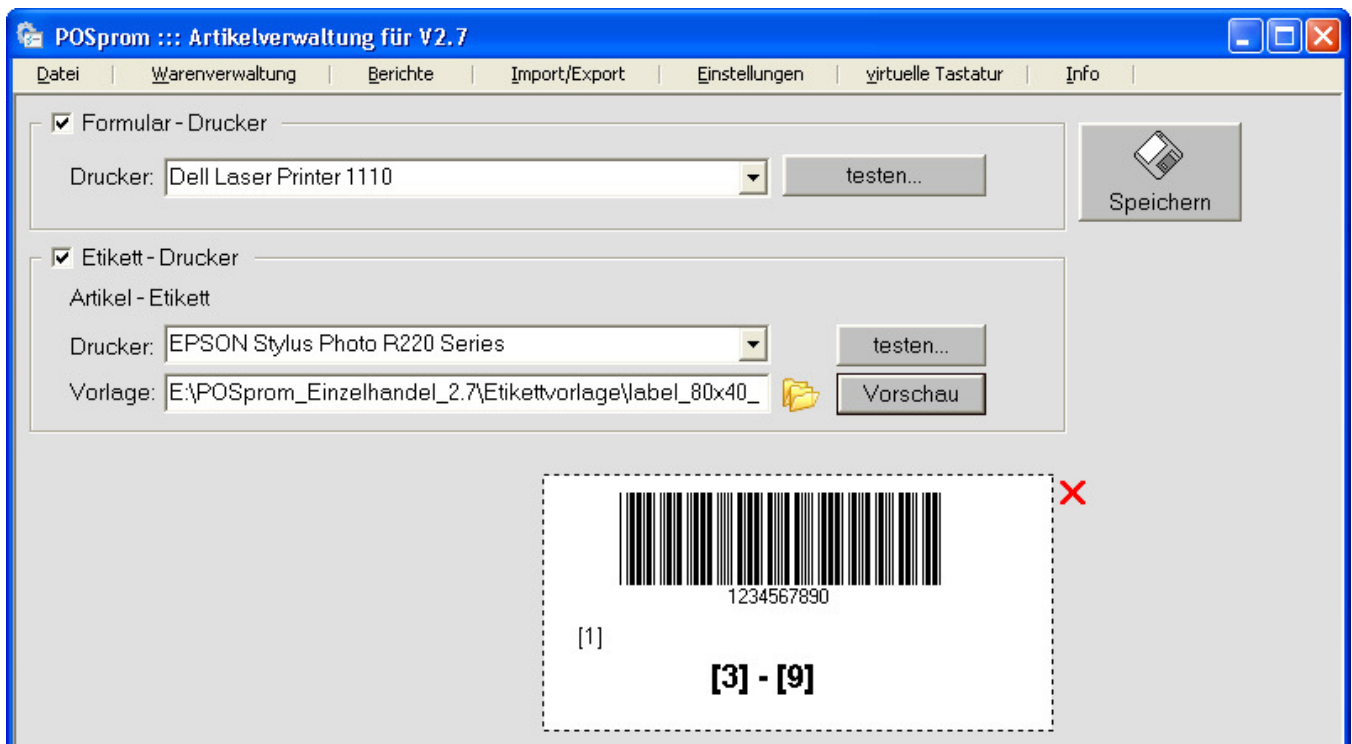 POSprom ::: Artikelverwaltung für V2.7
Datei | Warenverwaltung | Berichte | Import/Export | Einstellungen | virtuelle Tastatur | Info |
Formular - Drucker
Drucker: Dell Laser Printer 1110 testen...
Speichern
Etikett - Drucker
Artikel - Etikett
Drucker: EPSON Stylus Photo R220 Series testen...
Vorlage: E:\POSprom_Einzelhandel_2.7\Etikettvorlage\label_80x40_ Vorschau
1234567890
[1]
[3] - [9]